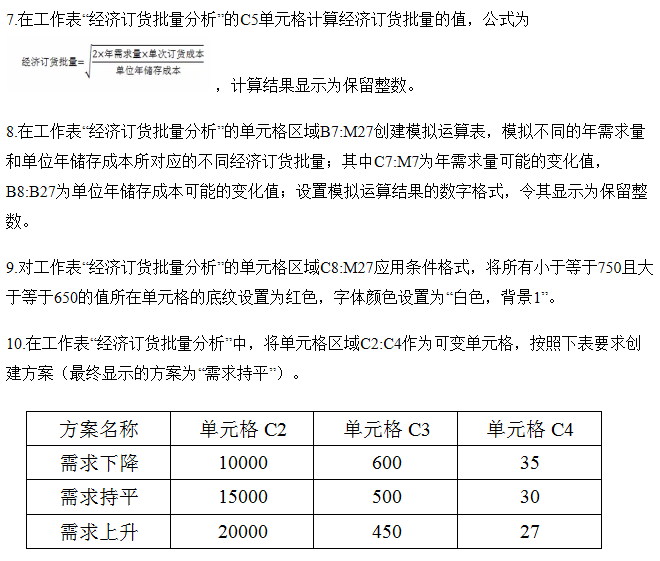 7.在工作表“经济订货批量分析”的C5单元格计算经济订货批量的值，公式为
经济订货批量=√(2×年需求量×单次订货成本/单位年储存成本)，计算结果显示为保留整数。
8.在工作表“经济订货批量分析”的单元格区域B7:M27创建模拟运算表，模拟不同的年需求量
和单位年储存成本所对应的不同经济订货批量；其中C7:M7为年需求量可能的变化值，
B8:B27为单位年储存成本可能的变化值；设置模拟运算结果的数字格式，令其显示为保留整
数。
9.对工作表“经济订货批量分析”的单元格区域C8:M27应用条件格式，将所有小于等于750且大
于等于650的值所在单元格的底纹设置为红色，字体颜色设置为“白色，背景1”。
10.在工作表“经济订货批量分析”中，将单元格区域C2:C4作为可变单元格，按照下表要求创
建方案（最终显示的方案为“需求持平”）。
方案名称 单元格 C2 单元格 C3 单元格 C4
需求下降 10000 600 35
需求持平 15000 500 30
需求上升 20000 450 27